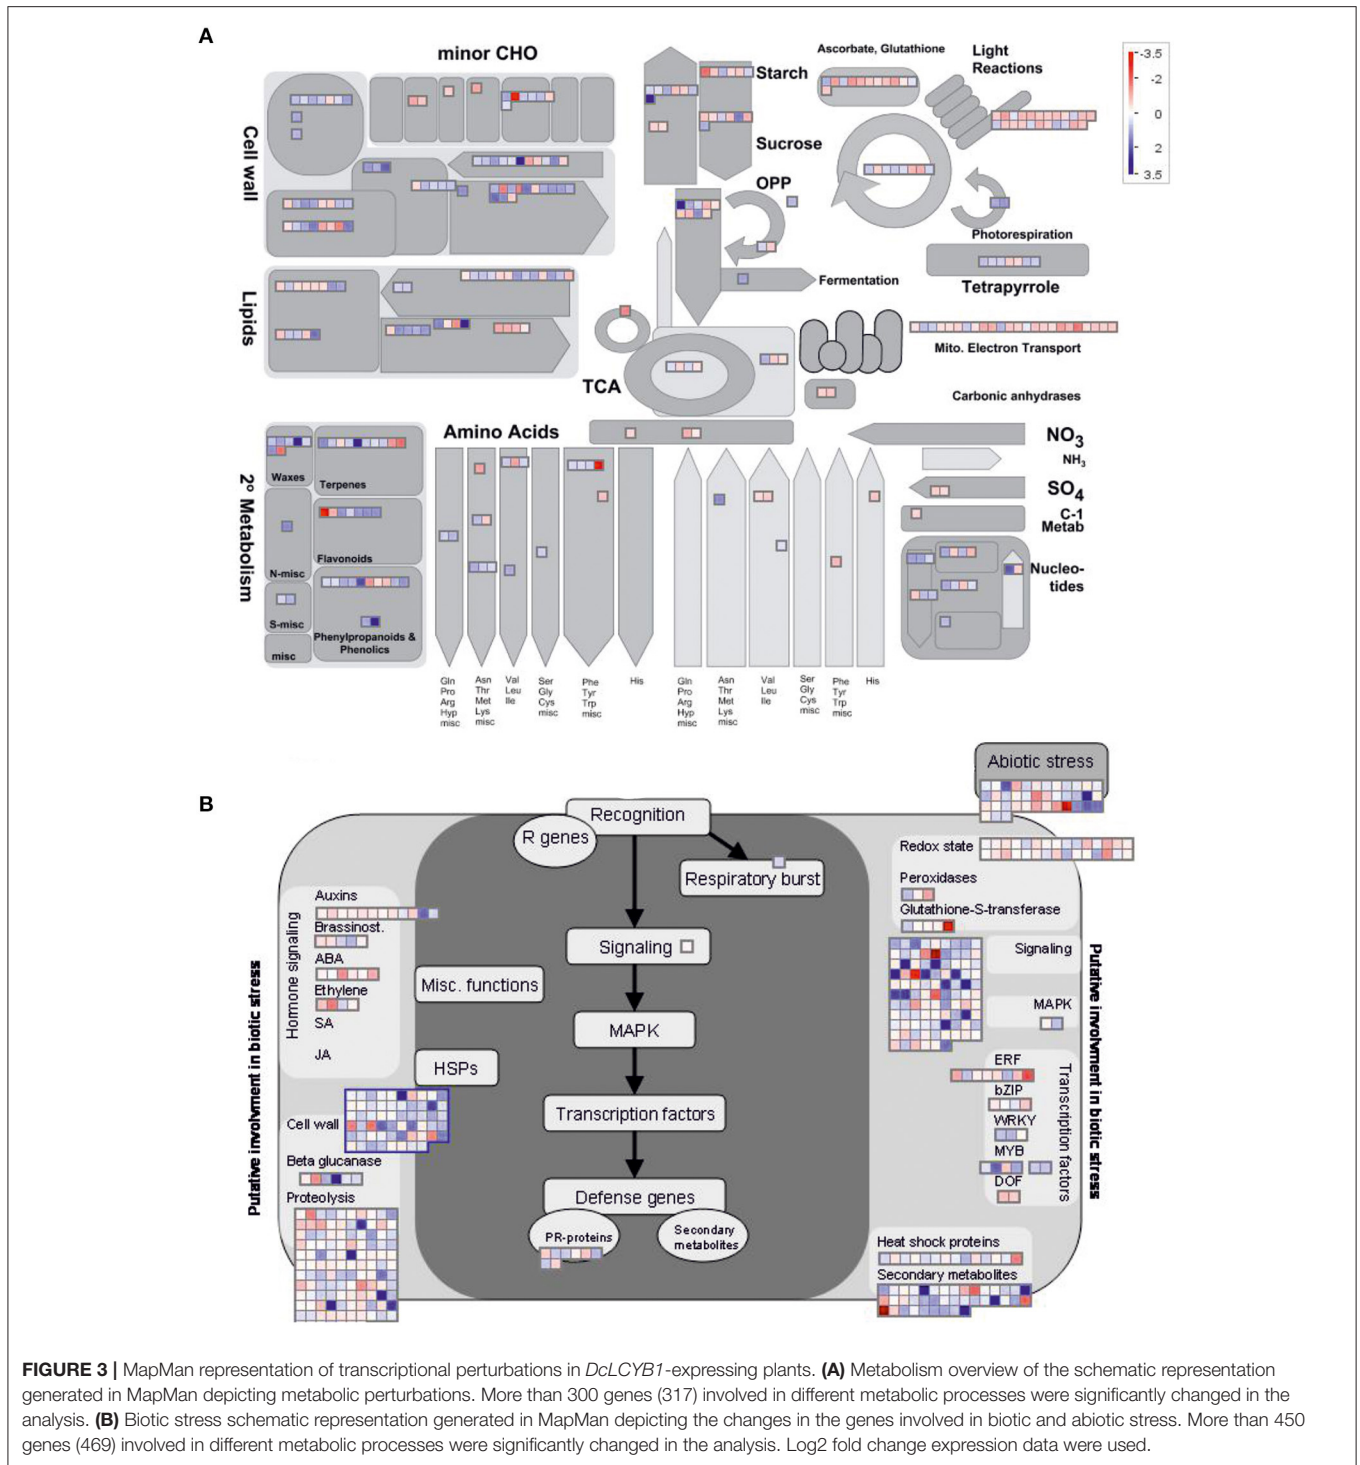 A
minor CHO
Cell wall
Lipids
2º Metabolism
Starch
Sucrose
OPP
Ascorbate, Glutathione
Light
Reactions
-3.5
-2
0
2
3.5
Photorespiration
Tetrapyrrole
Fermentation
Mito. Electron Transport
TCA
Carbonic anhydrases
Amino Acids
NO3
NH3
SO4
C-1
Metab
Nucleo-
tides
Waxes
Terpenes
Flavonoids
N-misc
S-misc
misc
Phenylpropanoids &
Phenolics
Gln
Pro
Arg
Hyp
misc
Asn
Thr
Met
Lys
misc
Val
Leu
Ile
Ser
Gly
Cys
misc
Phe
Tyr
Trp
misc
His
Gln
Pro
Arg
Hyp
misc
Asn
Thr
Met
Lys
misc
Val
Leu
Ile
Ser
Gly
Cys
misc
Phe
Tyr
Trp
misc
His
B
Abiotic stress
Recognition
R genes
Respiratory burst
Signaling
Misc. functions
MAPK
HSPs
Transcription factors
Defense genes
PR-proteins
Secondary
metabolites
Putative involvment in biotic stress
Hormone signaling
Auxins
Brassinost.
ABA
Ethylene
SA
JA
Cell wall
Beta glucanase
Proteolysis
Redox state
Peroxidases
Glutathione-S-transferase
Signaling
MAPK
ERF
bZIP
WRKY
MYB
DOF
Transcription factors
Putative involvment in biotic stress
Heat shock proteins
Secondary metabolites
FIGURE 3 | MapMan representation of transcriptional perturbations in DcLCYB1-expressing plants. (A) Metabolism overview of the schematic representation
generated in MapMan depicting metabolic perturbations. More than 300 genes (317) involved in different metabolic processes were significantly changed in the
analysis. (B) Biotic stress schematic representation generated in MapMan depicting the changes in the genes involved in biotic and abiotic stress. More than 450
genes (469) involved in different metabolic processes were significantly changed in the analysis. Log2 fold change expression data were used.